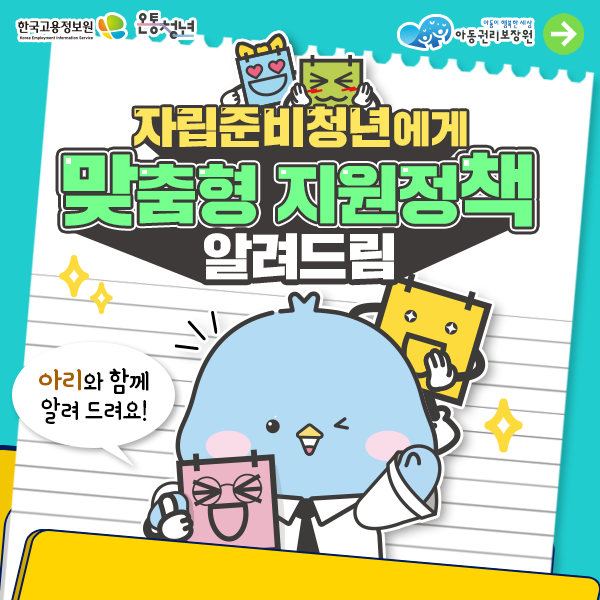 한국고용정보원
Korea Employment Information Service
온통청년
아동이 행복한 세상
아동권리보장원
자립준비청년에게
맞춤형 지원정책
알려드림
아리와 함께
알려 드려요!